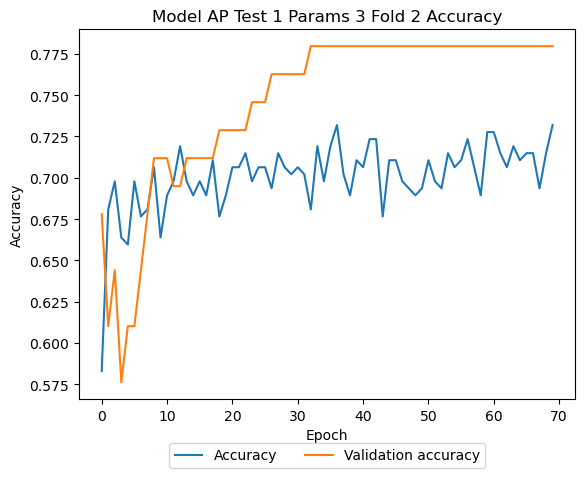 Model AP Test 1 Params 3 Fold 2 Accuracy
0.775
0.750
0.725
0.700
0.675
0.650
0.625
0.600
0.575
Accuracy
0 10 20 30 40 50 60 70
Epoch
Accuracy Validation accuracy